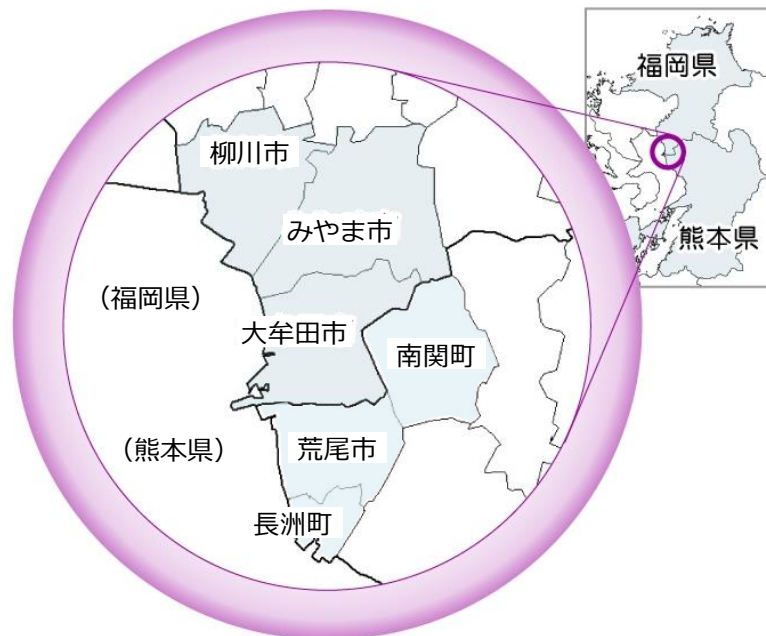 福岡県
熊本県
柳川市
みやま市
（福岡県）
大牟田市
南関町
（熊本県）
荒尾市
長洲町